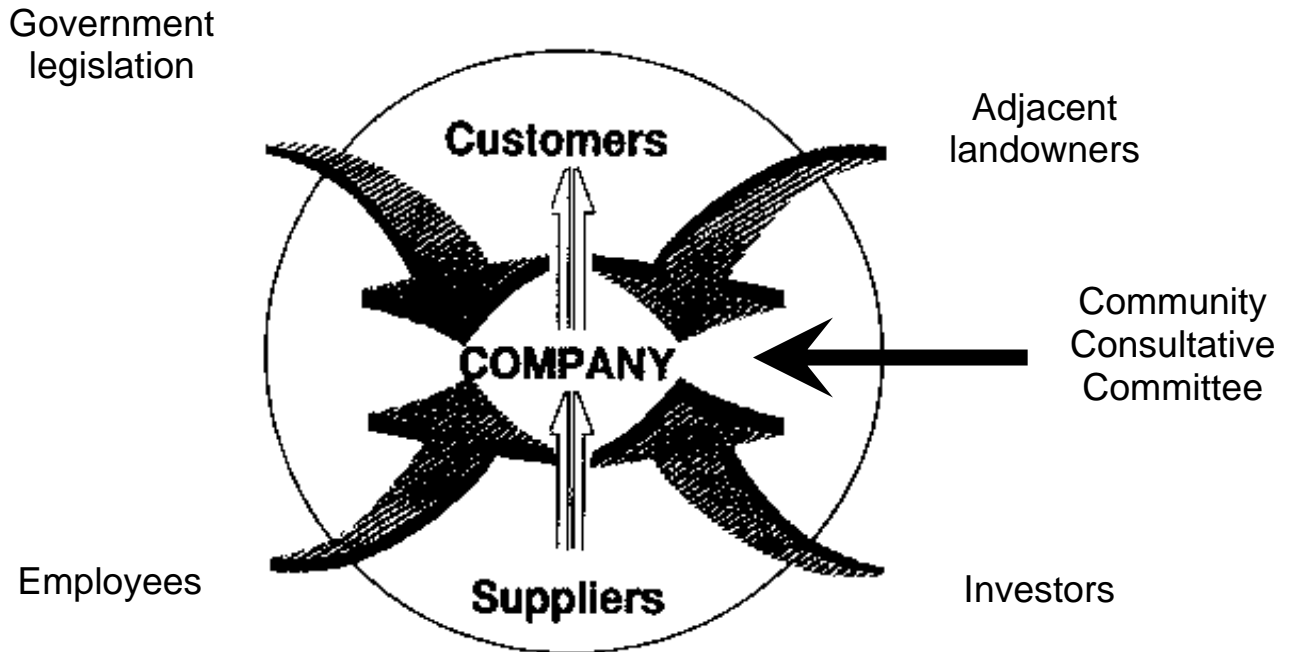 Government
legislation
Customers
Adjacent
landowners
COMPANY
Community
Consultative
Committee
Employees
Suppliers
Investors